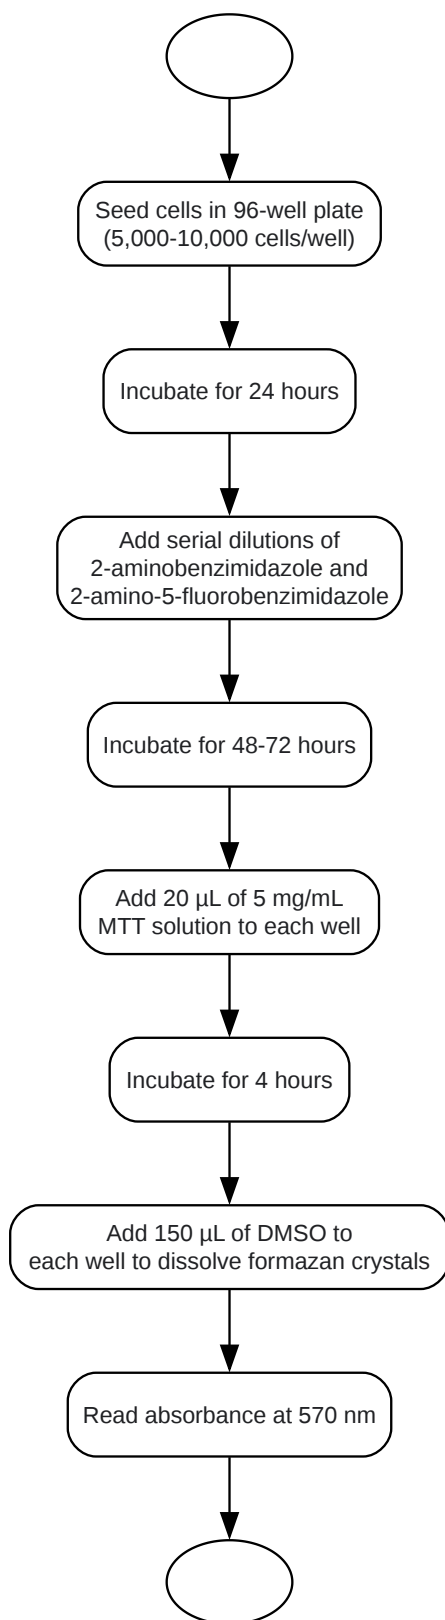 Seed cells in 96-well plate
(5,000-10,000 cells/well)
Incubate for 24 hours
Add serial dilutions of
2-aminobenzimidazole and
2-amino-5-fluorobenzimidazole
Incubate for 48-72 hours
Add 20 µL of 5 mg/mL
MTT solution to each well
Incubate for 4 hours
Add 150 µL of DMSO to
each well to dissolve formazan crystals
Read absorbance at 570 nm